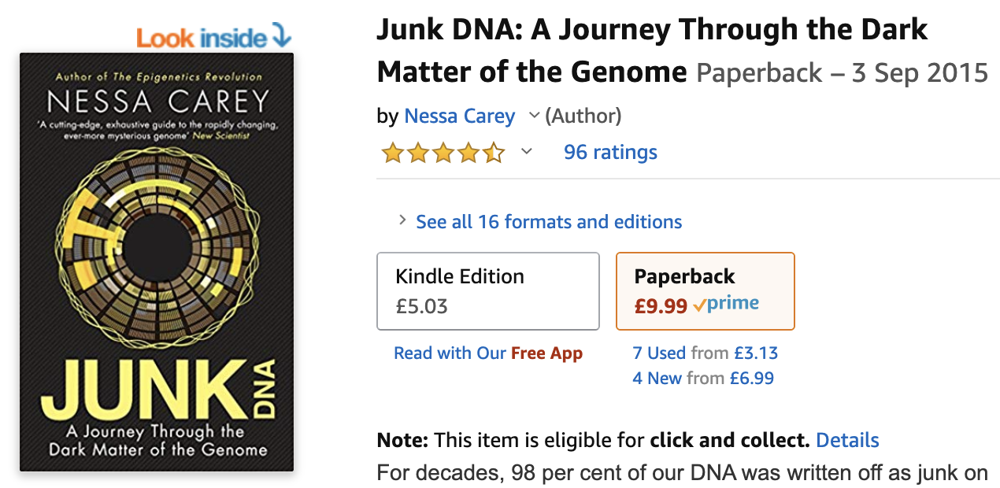 Look inside
Author of The Epigenetics Revolution
NESSA CAREY
'A cutting-edge, exhaustive guide to the rapidly changing,
ever-more mysterious genome' New Scientist
JUNK DNA
A Journey Through the
Dark Matter of the Genome
Junk DNA: A Journey Through the Dark
Matter of the Genome Paperback – 3 Sep 2015
by Nessa Carey (Author)
96 ratings
See all 16 formats and editions
Kindle Edition
£5.03
Read with Our Free App
Paperback
£9.99 prime
7 Used from £3.13
4 New from £6.99
Note: This item is eligible for click and collect. Details
For decades, 98 per cent of our DNA was written off as junk on